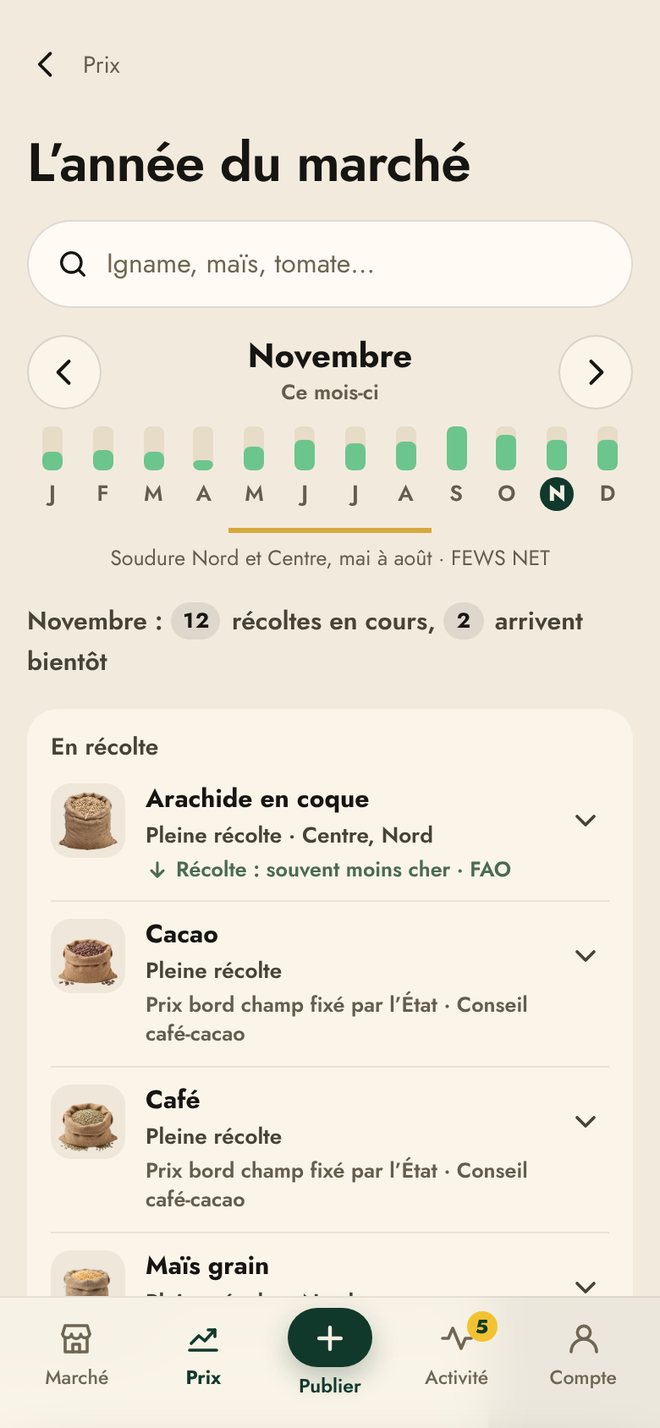 Prix
L’année du marché
Igname, maïs, tomate…
Novembre
Ce mois-ci
J F M A M J J A S O N D
Soudure Nord et Centre, mai à août · FEWS NET
Novembre : 12 récoltes en cours, 2 arrivent
bientôt
En récolte
Arachide en coque
Pleine récolte · Centre, Nord
↓ Récolte : souvent moins cher · FAO
Cacao
Pleine récolte
Prix bord champ fixé par l’État · Conseil
café-cacao
Café
Pleine récolte
Prix bord champ fixé par l’État · Conseil
café-cacao
Maïs grain
5
Marché Prix Publier Activité Compte